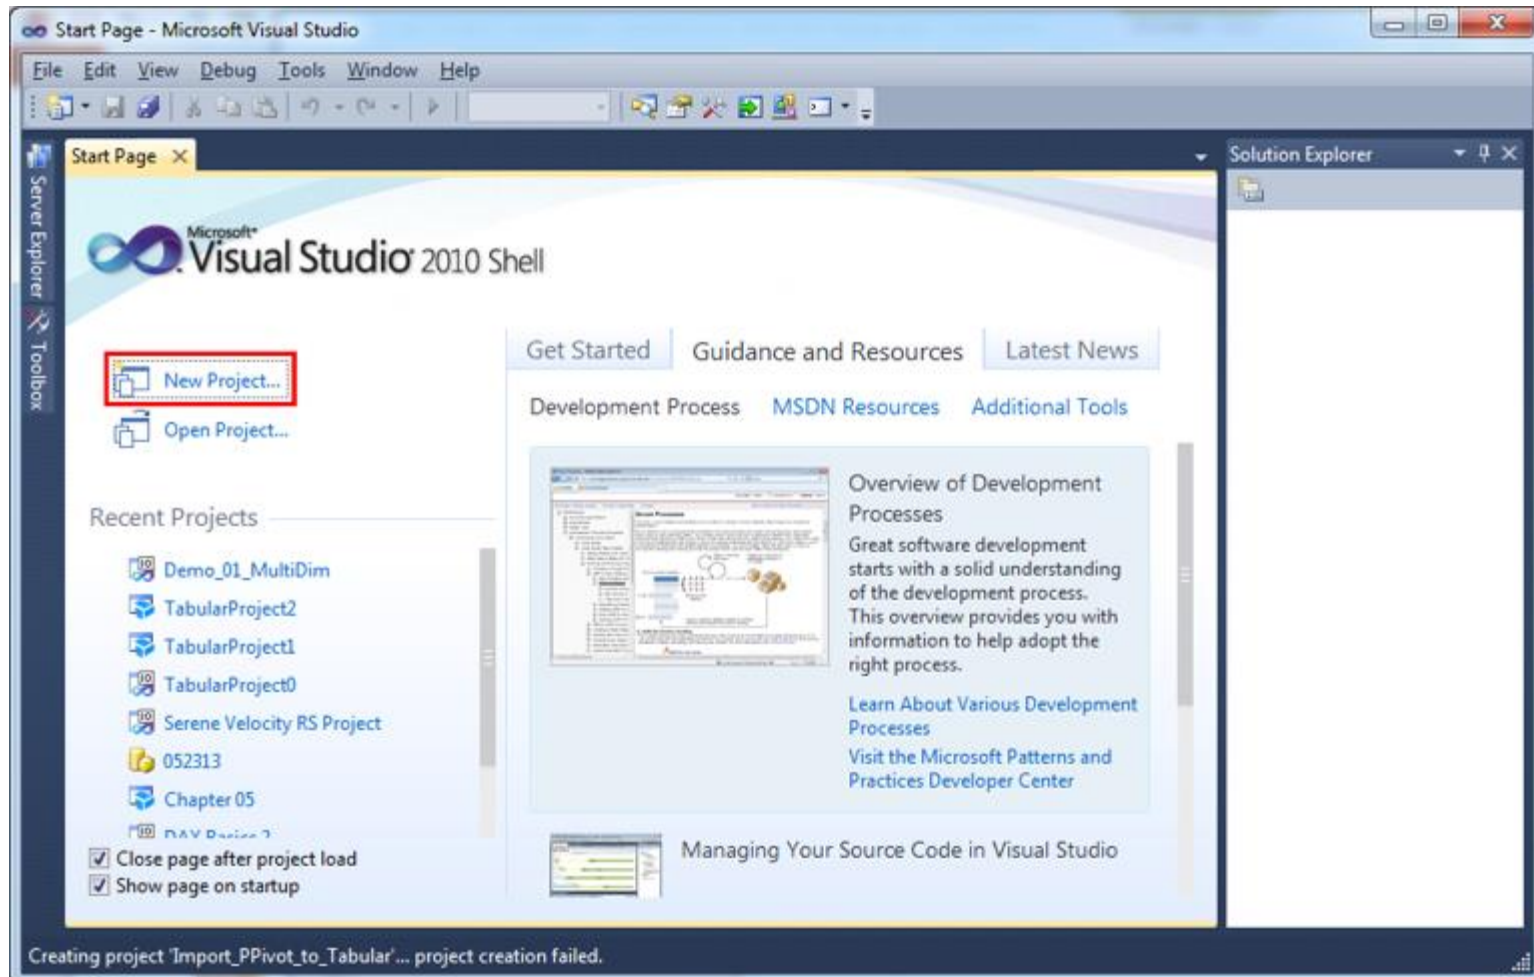 Start Page - Microsoft Visual Studio
File Edit View Debug Tools Window Help
Start Page
Solution Explorer
Server Explorer
Toolbox
Microsoft
Visual Studio 2010 Shell
New Project...
Open Project...
Recent Projects
Demo_01_MultiDim
TabularProject2
TabularProject1
TabularProject0
Serene Velocity RS Project
052313
Chapter 05
DAX Basics 2
Close page after project load
Show page on startup
Get Started Guidance and Resources Latest News
Development Process MSDN Resources Additional Tools
Overview of Development
Processes
Great software development
starts with a solid understanding
of the development process.
This overview provides you with
information to help adopt the
right process.
Learn About Various Development
Processes
Visit the Microsoft Patterns and
Practices Developer Center
Managing Your Source Code in Visual Studio
Creating project 'Import_PPivot_to_Tabular'... project creation failed.